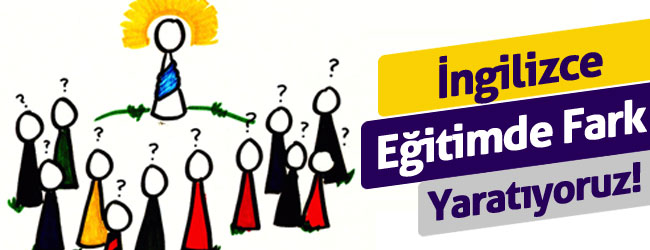 İngilizce
Eğitimde Fark
Yaratıyoruz!
? ? ? ? ? ? ? ? ? ? ?